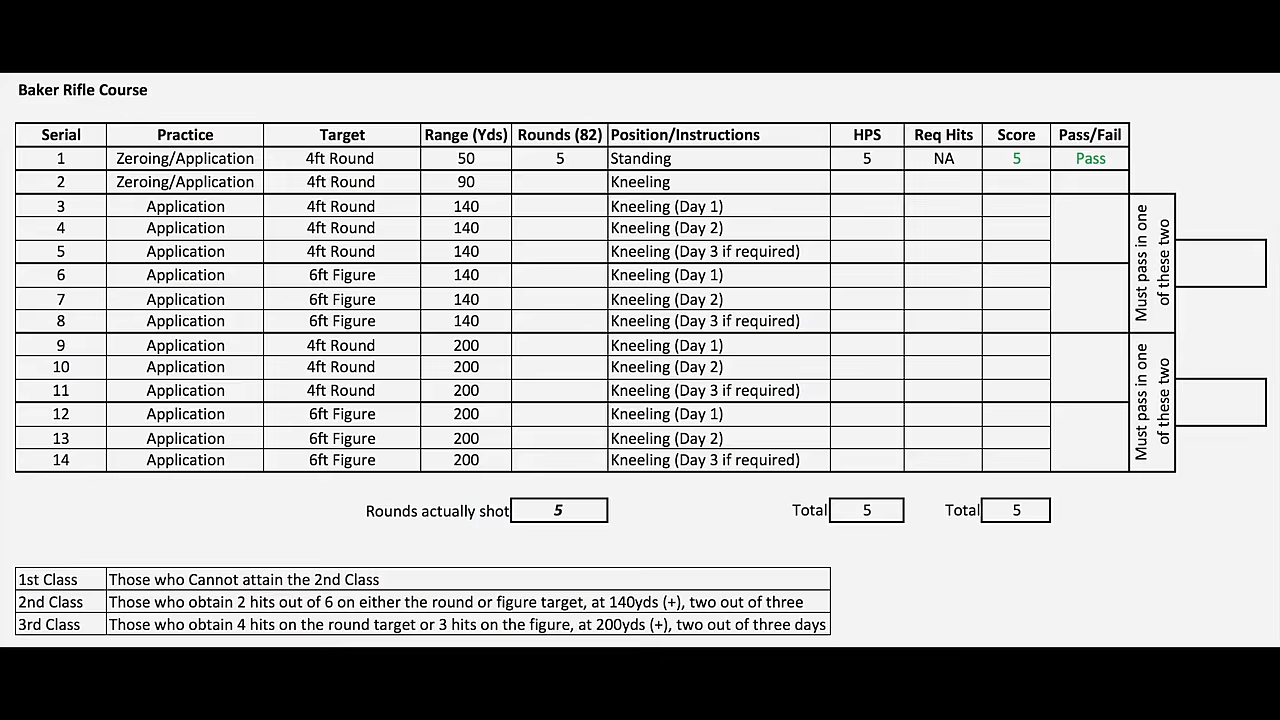 Baker Rifle Course
Serial Practice Target Range (Yds) Rounds (82) Position/Instructions HPS Req Hits Score Pass/Fail
1 Zeroing/Application 4ft Round 50 5 Standing 5 NA 5 Pass
2 Zeroing/Application 4ft Round 90 Kneeling
3 Application 4ft Round 140 Kneeling (Day 1)
4 Application 4ft Round 140 Kneeling (Day 2)
5 Application 4ft Round 140 Kneeling (Day 3 if required)
6 Application 6ft Figure 140 Kneeling (Day 1)
7 Application 6ft Figure 140 Kneeling (Day 2)
8 Application 6ft Figure 140 Kneeling (Day 3 if required)
Must pass in one
of these two
9 Application 4ft Round 200 Kneeling (Day 1)
10 Application 4ft Round 200 Kneeling (Day 2)
11 Application 4ft Round 200 Kneeling (Day 3 if required)
12 Application 6ft Figure 200 Kneeling (Day 1)
13 Application 6ft Figure 200 Kneeling (Day 2)
14 Application 6ft Figure 200 Kneeling (Day 3 if required)
Must pass in one
of these two
Rounds actually shot 5 Total 5 Total 5
1st Class Those who Cannot attain the 2nd Class
2nd Class Those who obtain 2 hits out of 6 on either the round or figure target, at 140yds (+), two out of three
3rd Class Those who obtain 4 hits on the round target or 3 hits on the figure, at 200yds (+), two out of three days